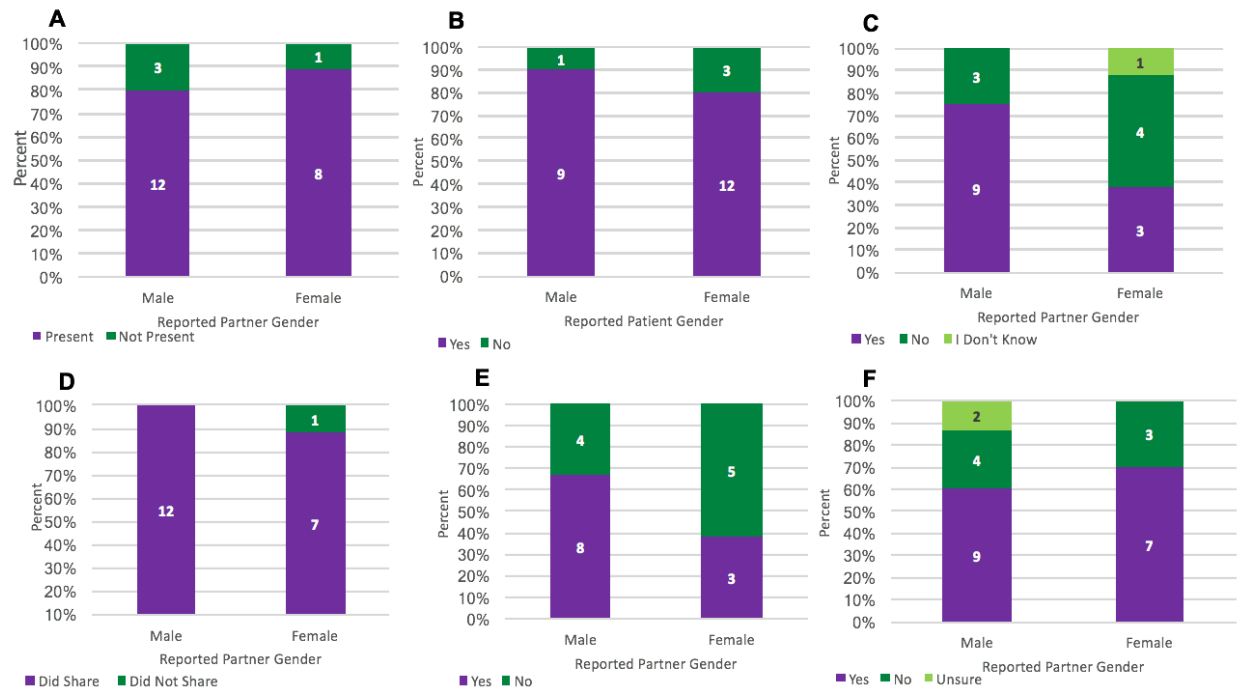 A
100%
90%
80%
70%
60%
50%
40%
30%
20%
10%
0%
Percent
3
12
1
8
Male
Female
Reported Partner Gender
Present Not Present
B
100%
90%
80%
70%
60%
50%
40%
30%
20%
10%
0%
Percent
1
9
3
12
Male
Female
Reported Patient Gender
Yes No
C
100%
90%
80%
70%
60%
50%
40%
30%
20%
10%
0%
Percent
3
9
1
4
3
Male
Female
Reported Partner Gender
Yes No I Don't Know
D
100%
90%
80%
70%
60%
50%
40%
30%
20%
10%
Percent
12
1
7
Male
Female
Reported Partner Gender
Did Share Did Not Share
E
100%
90%
80%
70%
60%
50%
40%
30%
20%
10%
0%
Percent
4
8
5
3
Male
Female
Reported Partner Gender
Yes No
F
100%
90%
80%
70%
60%
50%
40%
30%
20%
10%
0%
Percent
2
4
9
3
7
Male
Female
Reported Partner Gender
Yes No Unsure